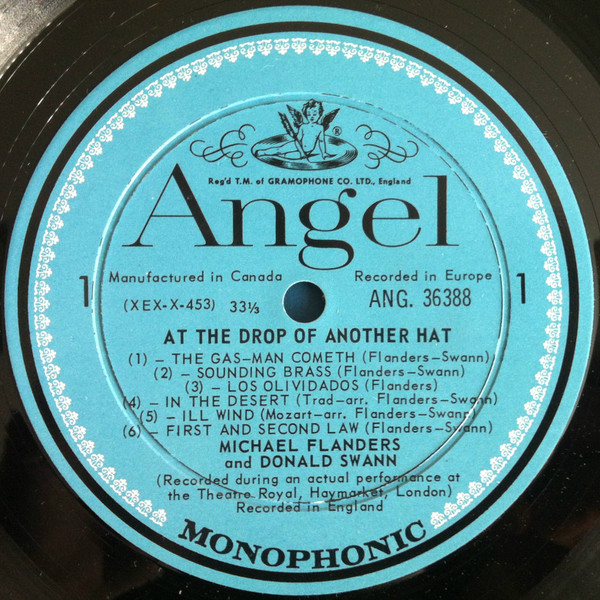 ®
Reg'd T.M. of GRAMOPHONE CO. LTD., England
Angel
Manufactured in Canada Recorded in Europe
1 (XEX-X-453) 33⅓ ANG. 36388 1
AT THE DROP OF ANOTHER HAT
(1) – THE GAS–MAN COMETH (Flanders–Swann)
(2) – SOUNDING BRASS (Flanders–Swann)
(3) – LOS OLIVIDADOS (Flanders)
(4) – IN THE DESERT (Trad–arr. Flanders–Swann)
(5) – ILL WIND (Mozart–arr. Flanders–Swann)
(6) – FIRST AND SECOND LAW (Flanders–Swann)
MICHAEL FLANDERS
and DONALD SWANN
(Recorded during an actual performance at
the Theatre Royal, Haymarket, London)
Recorded in England
MONOPHONIC